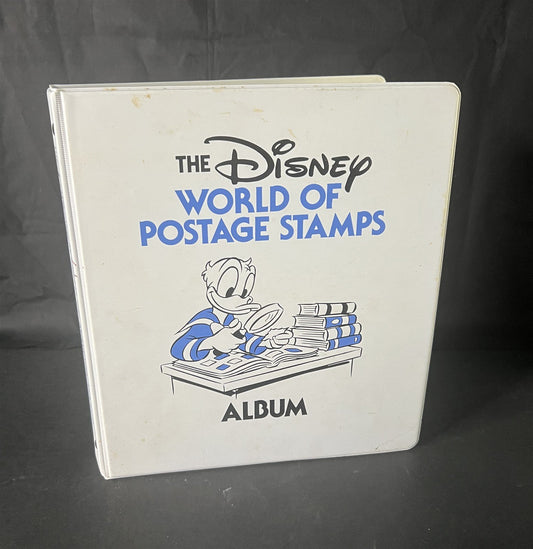 THE Disney
WORLD OF
POSTAGE STAMPS
ALBUM